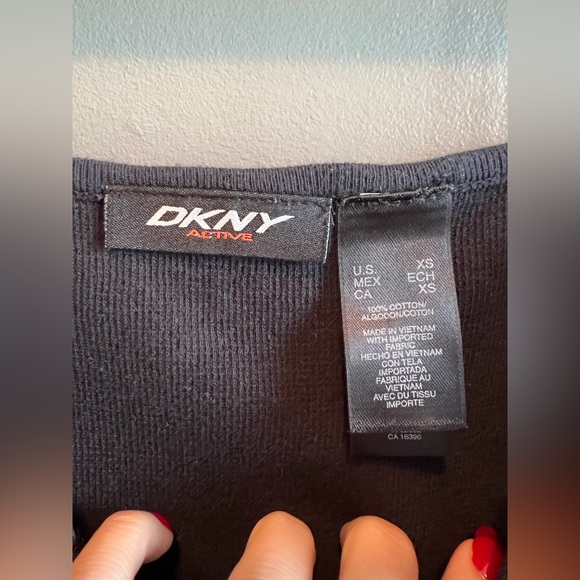 DKNY
ACTIVE
U.S. XS
MEX ECH
CA XS
100% COTTON/
ALGODON/COTON
MADE IN VIETNAM
WITH IMPORTED
FABRIC
HECHO EN VIETNAM
CON TELA
IMPORTADA
FABRIQUE AU
VIETNAM
AVEC DU TISSU
IMPORTE
CA 16396